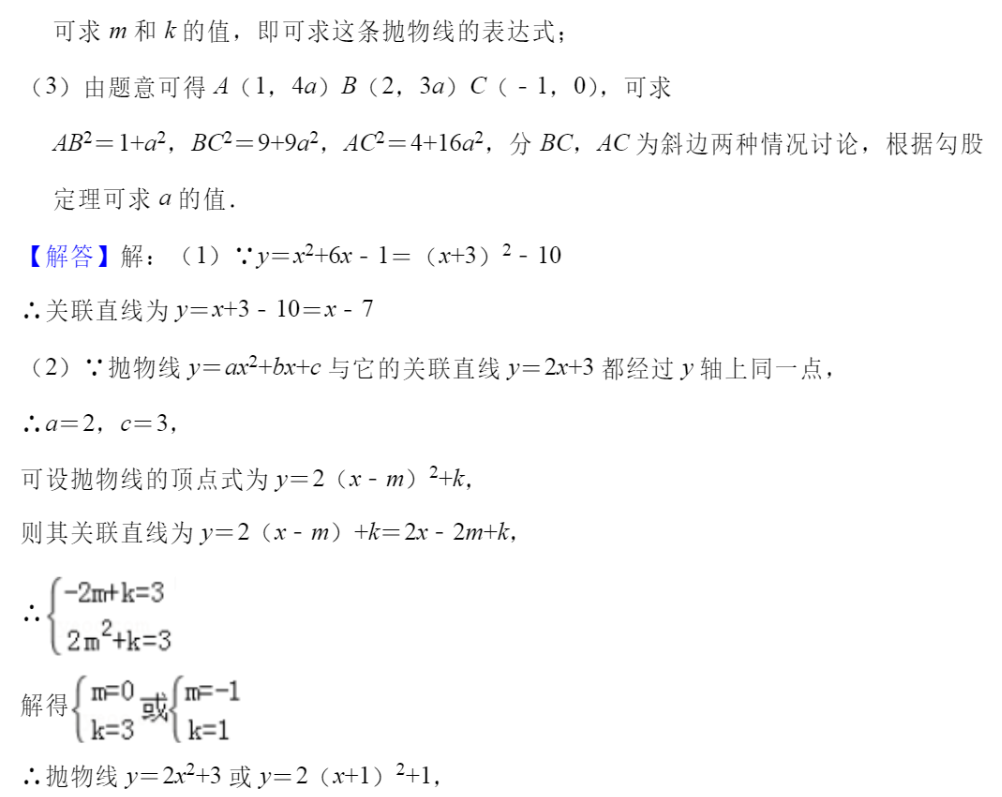 可求 m 和 k 的值，即可求这条抛物线的表达式；
（3）由题意可得 A（1，4a）B（2，3a）C（﹣1，0），可求
AB²＝1+a²，BC²＝9+9a²，AC²＝4+16a²，分 BC，AC 为斜边两种情况讨论，根据勾股
定理可求 a 的值．
【解答】解：（1）∵y＝x²+6x﹣1＝（x+3）²﹣10
∴关联直线为 y＝x+3﹣10＝x﹣7
（2）∵抛物线 y＝ax²+bx+c 与它的关联直线 y＝2x+3 都经过 y 轴上同一点，
∴a＝2，c＝3，
可设抛物线的顶点式为 y＝2（x﹣m）²+k，
则其关联直线为 y＝2（x﹣m）+k＝2x﹣2m+k，
∴{-2m+k=3
2m²+k=3
解得{m=0 或{m=-1
k=3 k=1
∴抛物线 y＝2x²+3 或 y＝2（x+1）²+1，